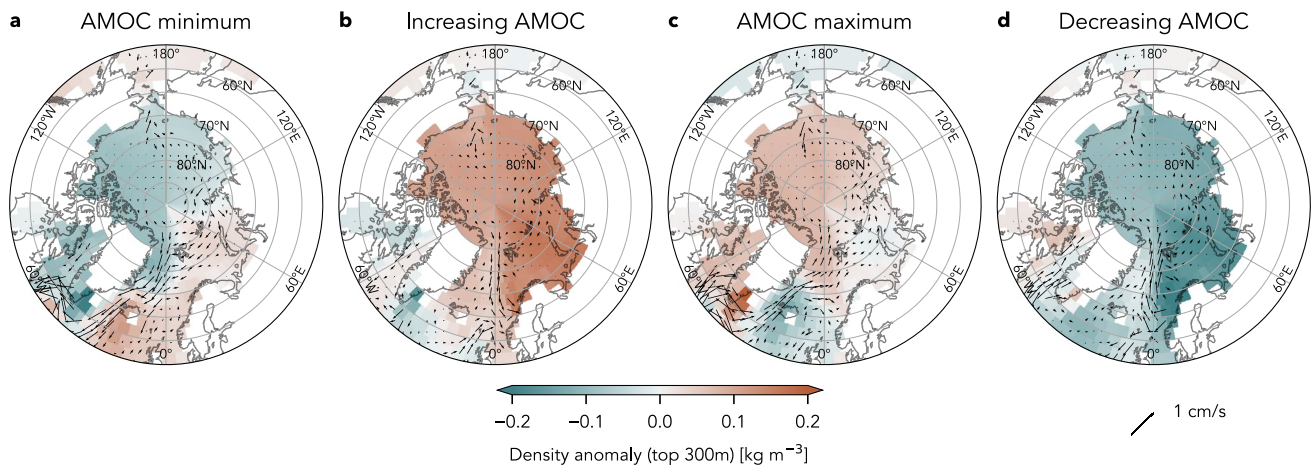 a AMOC minimum
b Increasing AMOC
c AMOC maximum
d Decreasing AMOC
180°
60°N
120°W
120°E
70°N
80°N
60°W
60°E
0°
180°
60°N
120°W
120°E
70°N
80°N
60°W
60°E
0°
180°
60°N
120°W
120°E
70°N
80°N
60°W
60°E
0°
180°
60°N
120°W
120°E
70°N
80°N
60°W
60°E
0°
−0.2 −0.1 0.0 0.1 0.2
Density anomaly (top 300m) [kg m⁻³]
1 cm/s